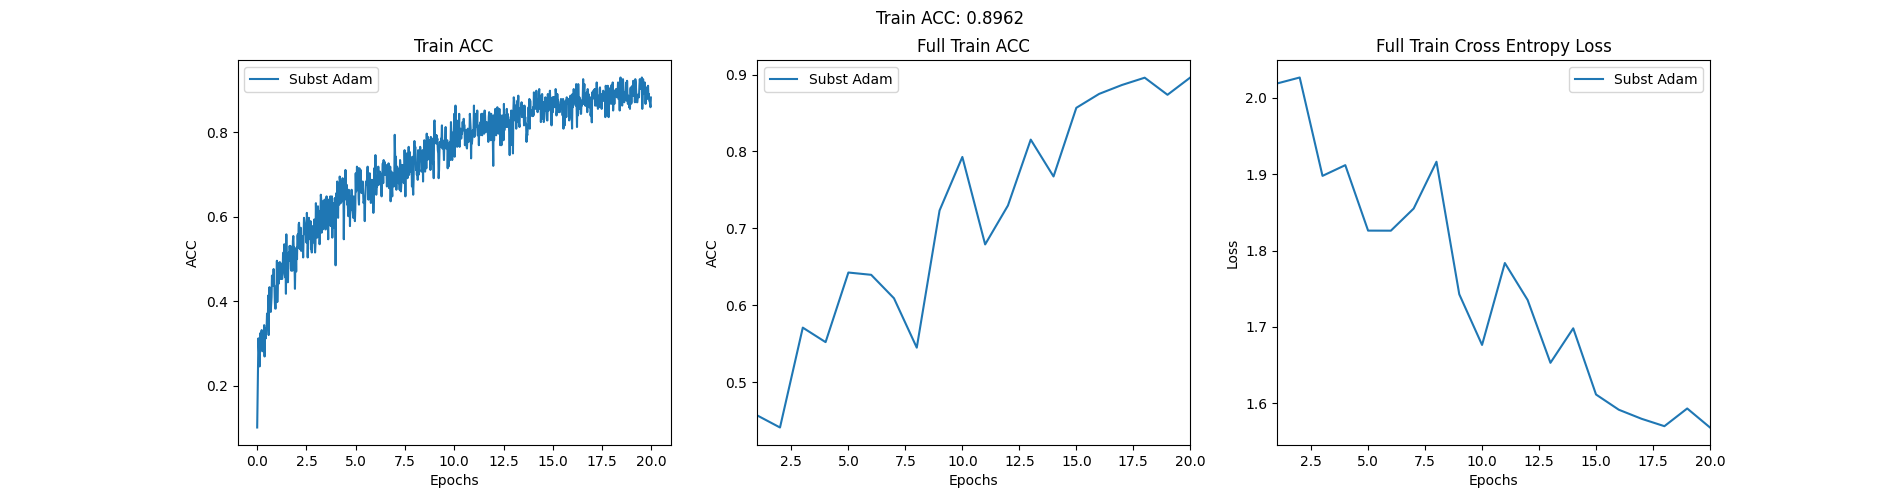 Train ACC: 0.8962
Train ACC
Subst Adam
ACC
0.8
0.6
0.4
0.2
0.0 2.5 5.0 7.5 10.0 12.5 15.0 17.5 20.0
Epochs
Full Train ACC
Subst Adam
ACC
0.9
0.8
0.7
0.6
0.5
2.5 5.0 7.5 10.0 12.5 15.0 17.5 20.0
Epochs
Full Train Cross Entropy Loss
Subst Adam
Loss
2.0
1.9
1.8
1.7
1.6
2.5 5.0 7.5 10.0 12.5 15.0 17.5 20.0
Epochs